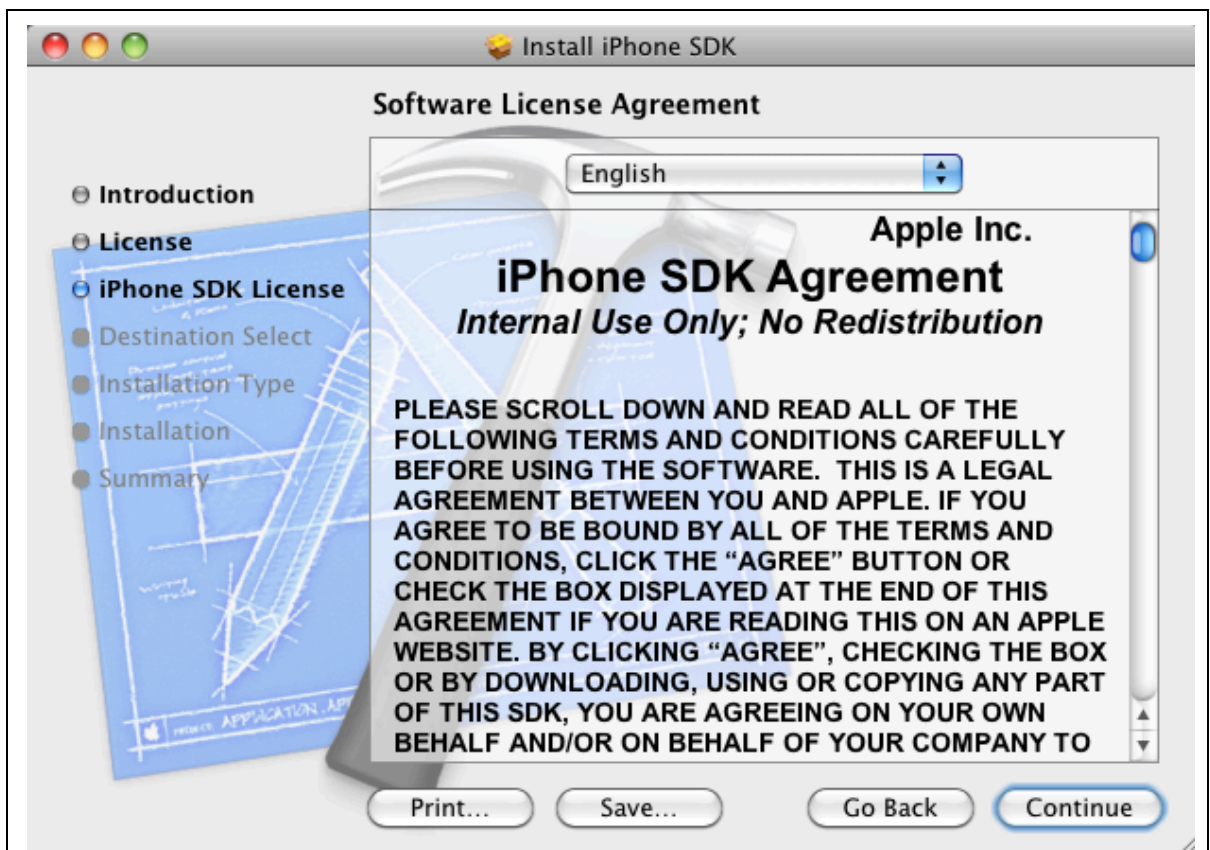 Install iPhone SDK
Software License Agreement
English
Introduction
License
iPhone SDK License
Destination Select
Installation Type
Installation
Summary
Apple Inc.
iPhone SDK Agreement
Internal Use Only; No Redistribution
PLEASE SCROLL DOWN AND READ ALL OF THE
FOLLOWING TERMS AND CONDITIONS CAREFULLY
BEFORE USING THE SOFTWARE.  THIS IS A LEGAL
AGREEMENT BETWEEN YOU AND APPLE. IF YOU
AGREE TO BE BOUND BY ALL OF THE TERMS AND
CONDITIONS, CLICK THE “AGREE” BUTTON OR
CHECK THE BOX DISPLAYED AT THE END OF THIS
AGREEMENT IF YOU ARE READING THIS ON AN APPLE
WEBSITE. BY CLICKING “AGREE”, CHECKING THE BOX
OR BY DOWNLOADING, USING OR COPYING ANY PART
OF THIS SDK, YOU ARE AGREEING ON YOUR OWN
BEHALF AND/OR ON BEHALF OF YOUR COMPANY TO
PROJECT: APPLICATION.APP
Print...
Save...
Go Back
Continue